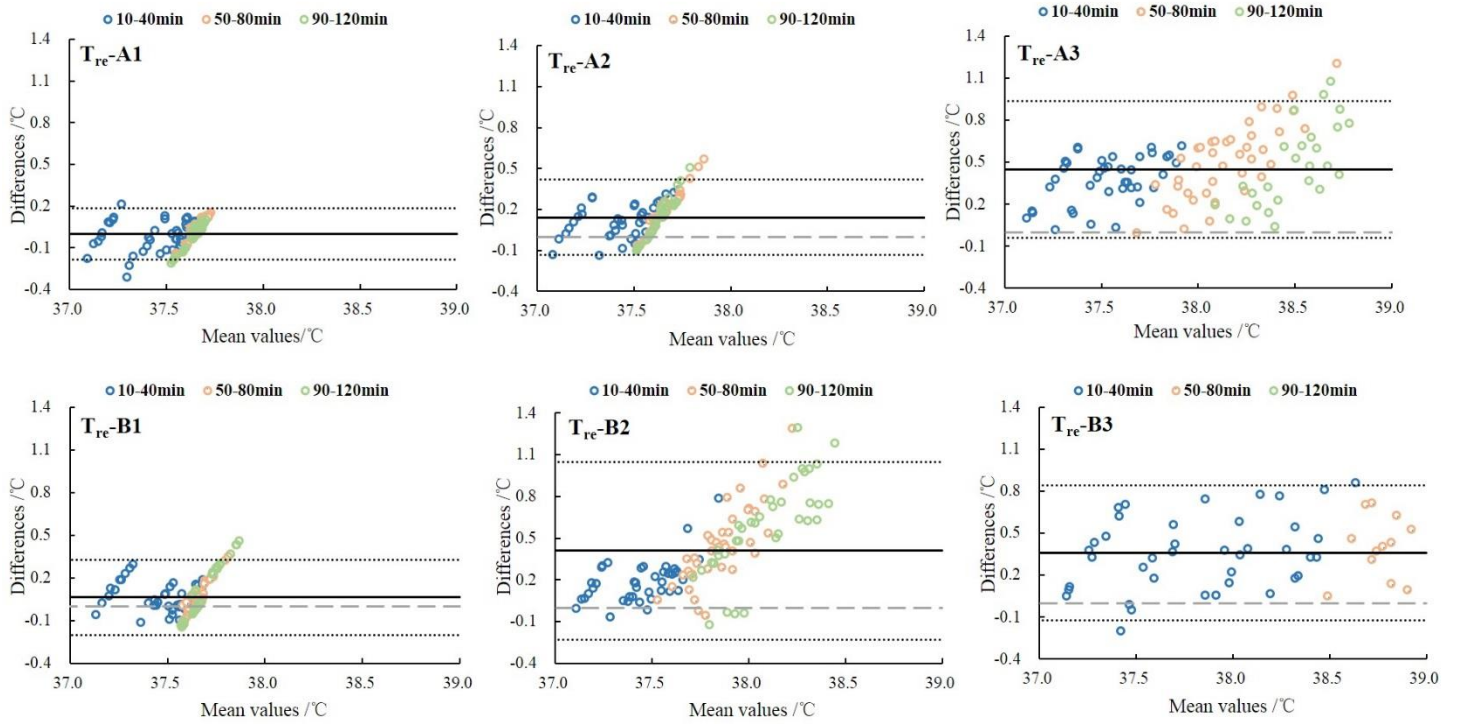 10-40min 50-80min 90-120min
T_re-A1
Differences /℃
1.4
1.1
0.8
0.5
0.2
-0.1
-0.4
37.0 37.5 38.0 38.5 39.0
Mean values/℃
10-40min 50-80min 90-120min
T_re-A2
Differences /℃
1.4
1.1
0.8
0.5
0.2
-0.1
-0.4
37.0 37.5 38.0 38.5 39.0
Mean values /℃
10-40min 50-80min 90-120min
T_re-A3
Differences /℃
1.4
1.1
0.8
0.5
0.2
-0.1
-0.4
37.0 37.5 38.0 38.5 39.0
Mean values /℃
10-40min 50-80min 90-120min
T_re-B1
Differences /℃
1.4
1.1
0.8
0.5
0.2
-0.1
-0.4
37.0 37.5 38.0 38.5 39.0
Mean values /℃
10-40min 50-80min 90-120min
T_re-B2
Differences /℃
1.4
1.1
0.8
0.5
0.2
-0.1
-0.4
37.0 37.5 38.0 38.5 39.0
Mean values /℃
10-40min 50-80min 90-120min
T_re-B3
Differences /℃
1.4
1.1
0.8
0.5
0.2
-0.1
-0.4
37.0 37.5 38.0 38.5 39.0
Mean values /℃